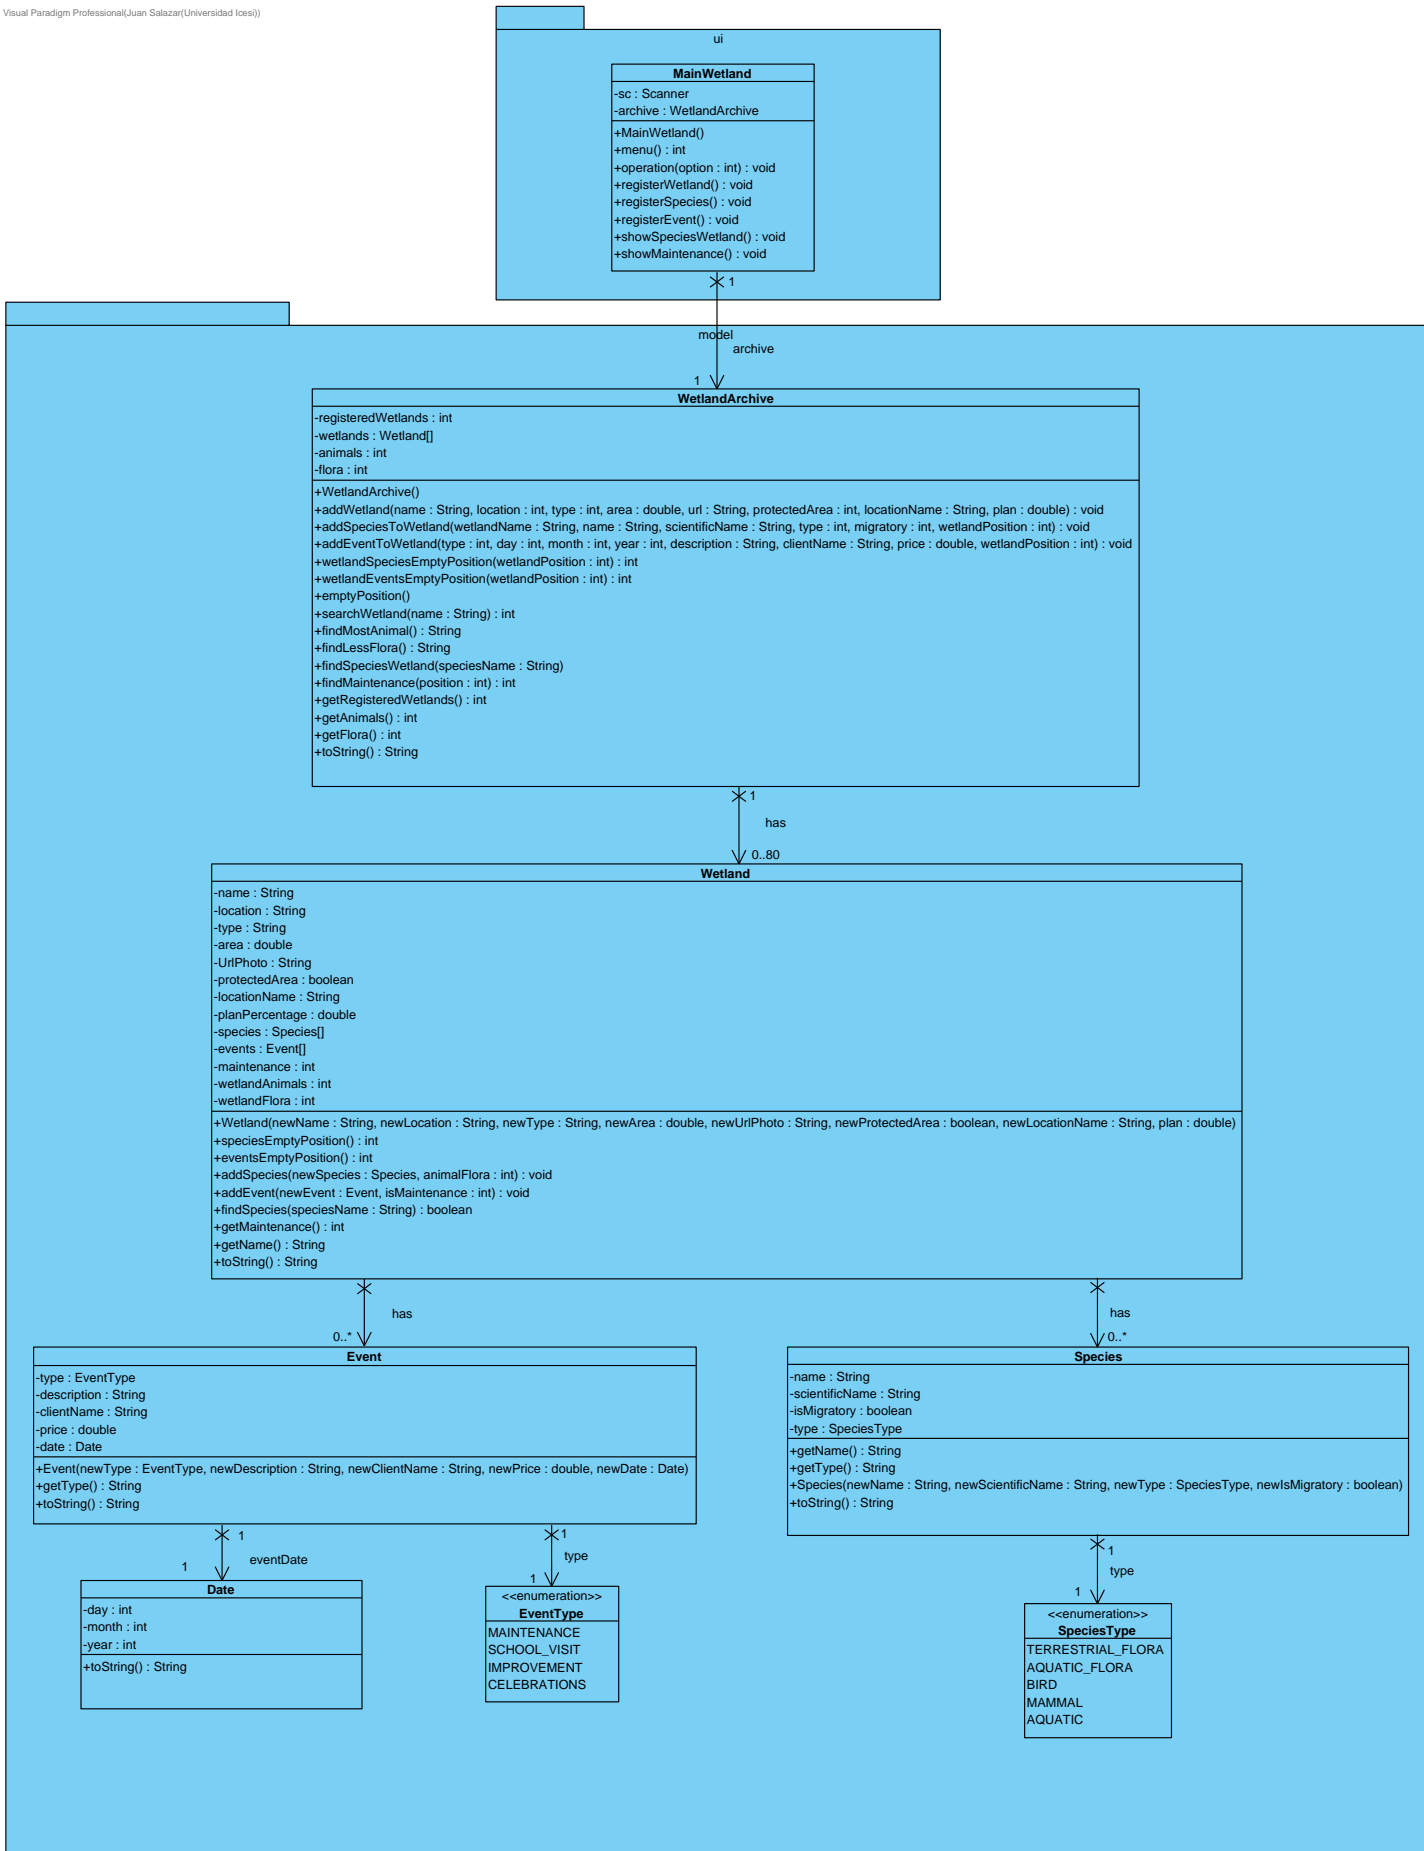 Visual Paradigm Professional(Juan Salazar(Universidad Icesi))
ui
MainWetland
-sc : Scanner
-archive : WetlandArchive
+MainWetland()
+menu() : int
+operation(option : int) : void
+registerWetland() : void
+registerSpecies() : void
+registerEvent() : void
+showSpeciesWetland() : void
+showMaintenance() : void
1
model
archive
1
WetlandArchive
-registeredWetlands : int
-wetlands : Wetland[]
-animals : int
-flora : int
+WetlandArchive()
+addWetland(name : String, location : int, type : int, area : double, url : String, protectedArea : int, locationName : String, plan : double) : void
+addSpeciesToWetland(wetlandName : String, name : String, scientificName : String, type : int, migratory : int, wetlandPosition : int) : void
+addEventToWetland(type : int, day : int, month : int, year : int, description : String, clientName : String, price : double, wetlandPosition : int) : void
+wetlandSpeciesEmptyPosition(wetlandPosition : int) : int
+wetlandEventsEmptyPosition(wetlandPosition : int) : int
+emptyPosition()
+searchWetland(name : String) : int
+findMostAnimal() : String
+findLessFlora() : String
+findSpeciesWetland(speciesName : String)
+findMaintenance(position : int) : int
+getRegisteredWetlands() : int
+getAnimals() : int
+getFlora() : int
+toString() : String
1
has
0..80
Wetland
-name : String
-location : String
-type : String
-area : double
-UrlPhoto : String
-protectedArea : boolean
-locationName : String
-planPercentage : double
-species : Species[]
-events : Event[]
-maintenance : int
-wetlandAnimals : int
-wetlandFlora : int
+Wetland(newName : String, newLocation : String, newType : String, newArea : double, newUrlPhoto : String, newProtectedArea : boolean, newLocationName : String, plan : double)
+speciesEmptyPosition() : int
+eventsEmptyPosition() : int
+addSpecies(newSpecies : Species, animalFlora : int) : void
+addEvent(newEvent : Event, isMaintenance : int) : void
+findSpecies(speciesName : String) : boolean
+getMaintenance() : int
+getName() : String
+toString() : String
has
0..*
has
0..*
Event
-type : EventType
-description : String
-clientName : String
-price : double
-date : Date
+Event(newType : EventType, newDescription : String, newClientName : String, newPrice : double, newDate : Date)
+getType() : String
+toString() : String
Species
-name : String
-scientificName : String
-isMigratory : boolean
-type : SpeciesType
+getName() : String
+getType() : String
+Species(newName : String, newScientificName : String, newType : SpeciesType, newIsMigratory : boolean)
+toString() : String
1
eventDate
1
1
type
1
1
type
1
Date
-day : int
-month : int
-year : int
+toString() : String
<<enumeration>>
EventType
MAINTENANCE
SCHOOL_VISIT
IMPROVEMENT
CELEBRATIONS
<<enumeration>>
SpeciesType
TERRESTRIAL_FLORA
AQUATIC_FLORA
BIRD
MAMMAL
AQUATIC